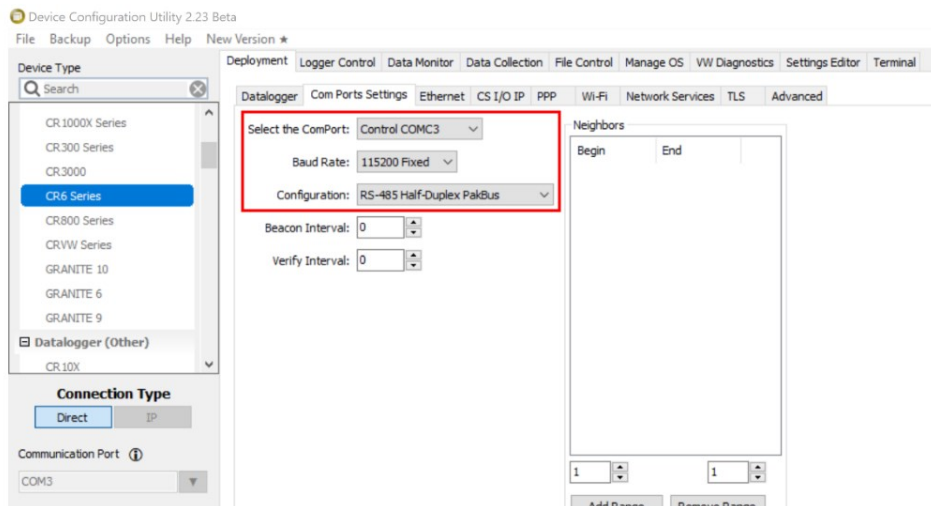 Device Configuration Utility 2.23 Beta
File Backup Options Help New Version ★
Device Type
Search
CR1000X Series
CR300 Series
CR3000
CR6 Series
CR800 Series
CRVW Series
GRANITE 10
GRANITE 6
GRANITE 9
Datalogger (Other)
CR10X
Connection Type
Direct IP
Communication Port
COM3
Deployment Logger Control Data Monitor Data Collection File Control Manage OS VW Diagnostics Settings Editor Terminal
Datalogger Com Ports Settings Ethernet CS I/O IP PPP Wi-Fi Network Services TLS Advanced
Select the ComPort: Control COMC3
Baud Rate: 115200 Fixed
Configuration: RS-485 Half-Duplex PakBus
Beacon Interval: 0
Verify Interval: 0
Neighbors
Begin End
1 1
Add Range Remove Range